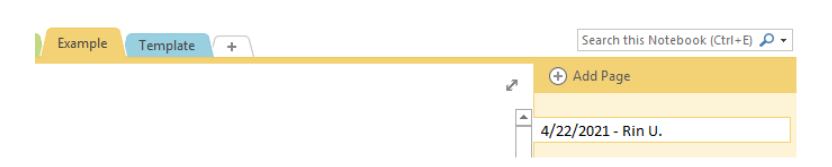 Example
Template
+
Search this Notebook (Ctrl+E)
Add Page
4/22/2021 - Rin U.